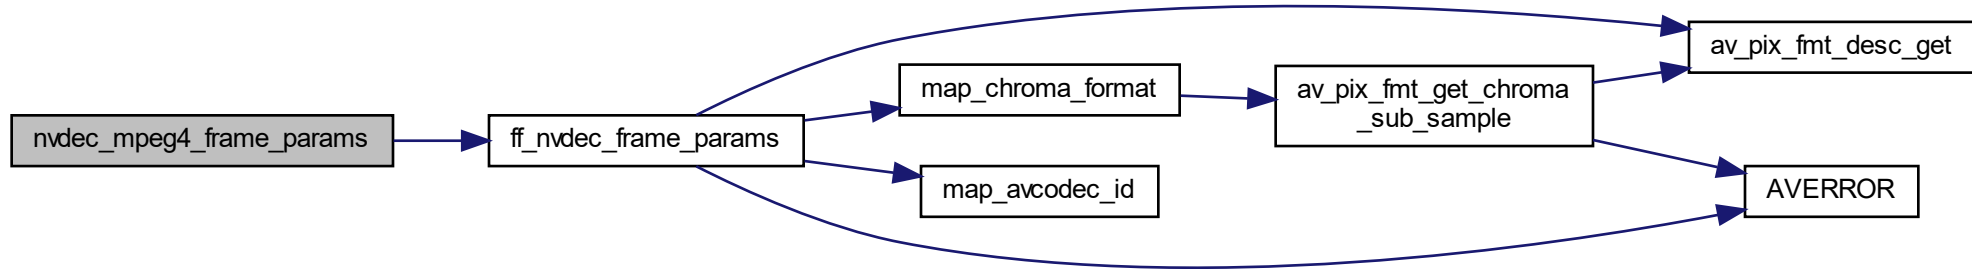 nvdec_mpeg4_frame_params
ff_nvdec_frame_params
map_chroma_format
map_avcodec_id
av_pix_fmt_get_chroma
_sub_sample
av_pix_fmt_desc_get
AVERROR